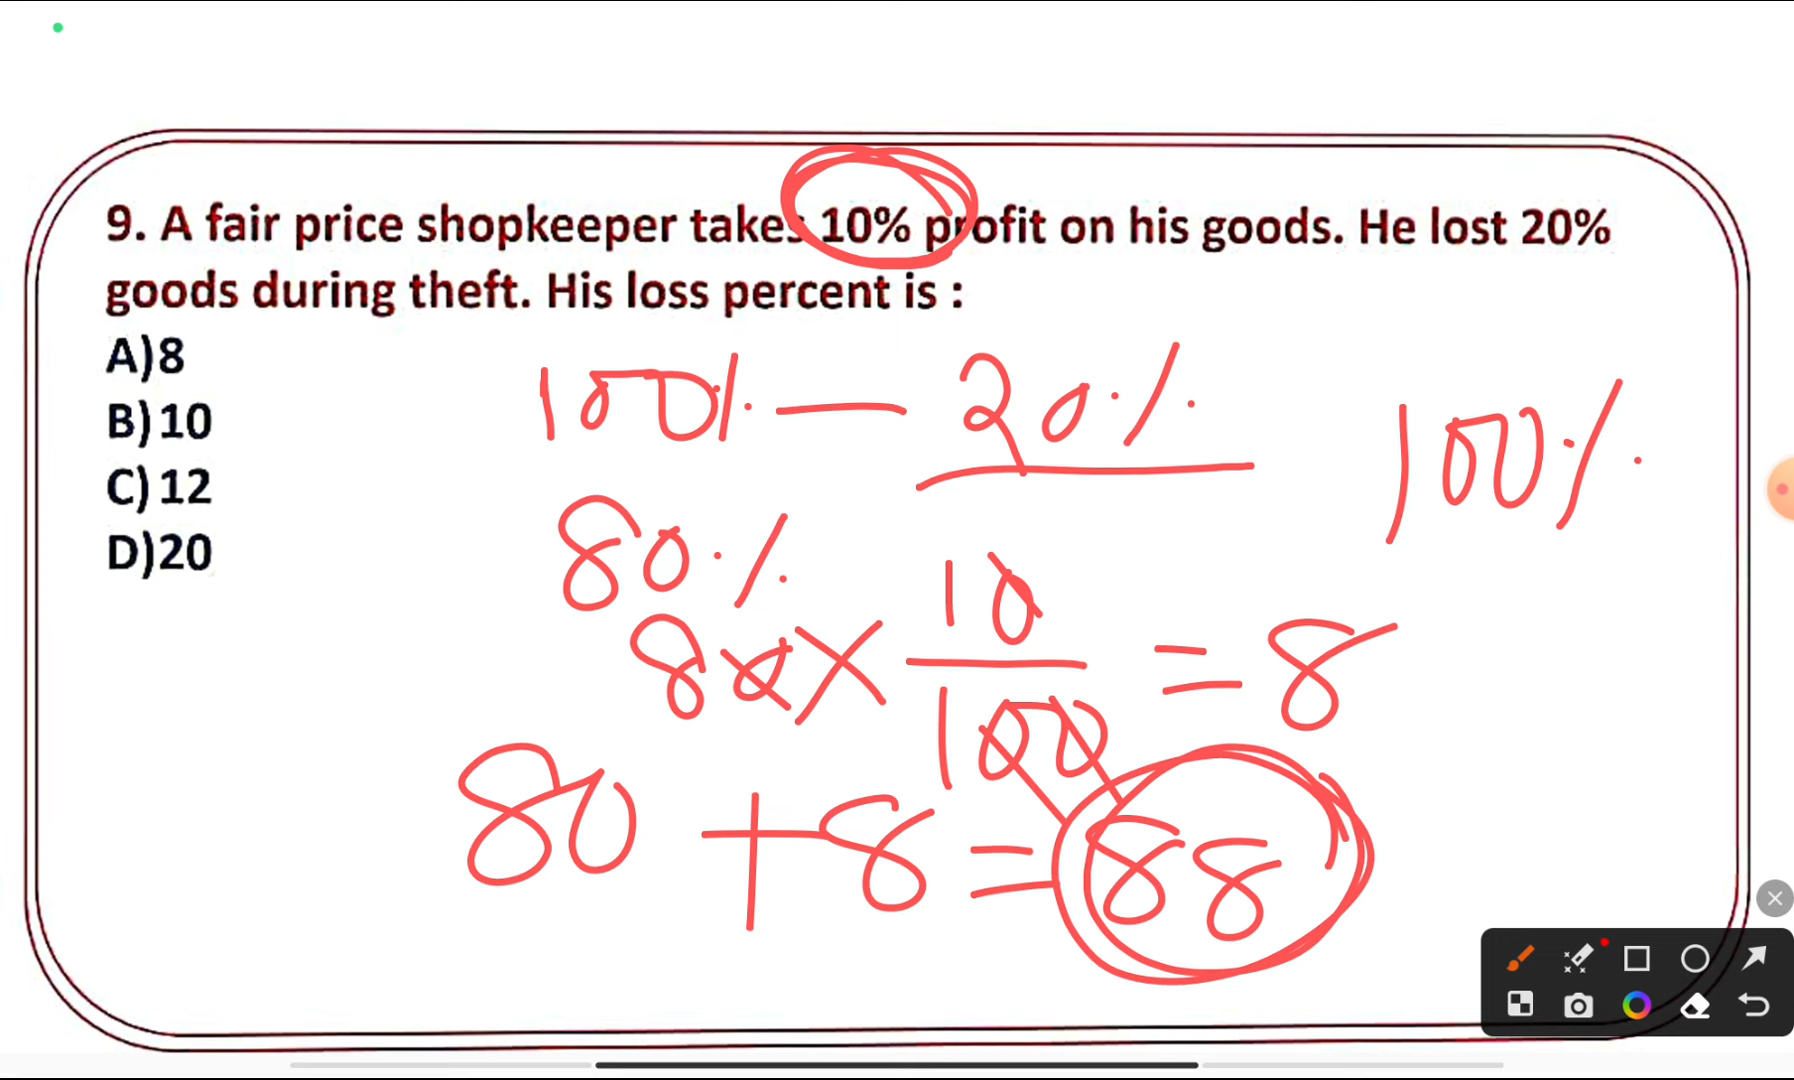 9. A fair price shopkeeper takes 10% profit on his goods. He lost 20%
goods during theft. His loss percent is :
A)8
B)10
C)12
D)20
100% — 20%
100%
80%
80 × 10/100 = 8
80 + 8 = 88